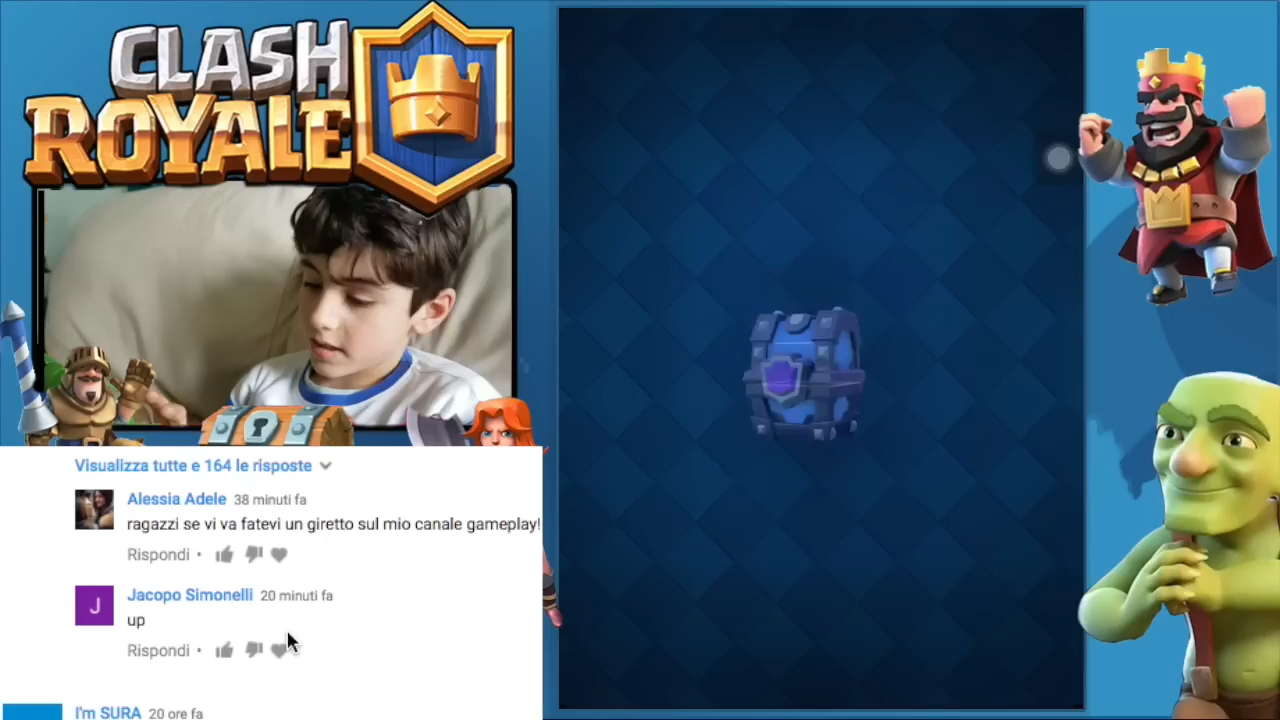 CLASH
ROYALE
Visualizza tutte e 164 le risposte
Alessia Adele 38 minuti fa
ragazzi se vi va fatevi un giretto sul mio canale gameplay!
Rispondi •
J
Jacopo Simonelli 20 minuti fa
up
Rispondi •
I'm SURA 20 ore fa